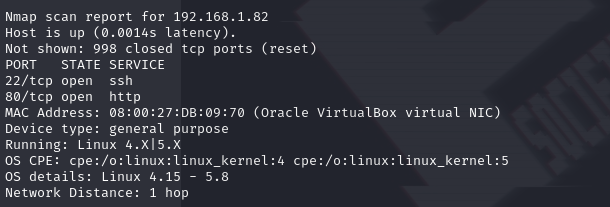 Nmap scan report for 192.168.1.82
Host is up (0.0014s latency).
Not shown: 998 closed tcp ports (reset)
PORT   STATE SERVICE
22/tcp open  ssh
80/tcp open  http
MAC Address: 08:00:27:DB:09:70 (Oracle VirtualBox virtual NIC)
Device type: general purpose
Running: Linux 4.X|5.X
OS CPE: cpe:/o:linux:linux_kernel:4 cpe:/o:linux:linux_kernel:5
OS details: Linux 4.15 - 5.8
Network Distance: 1 hop
SOCIETY